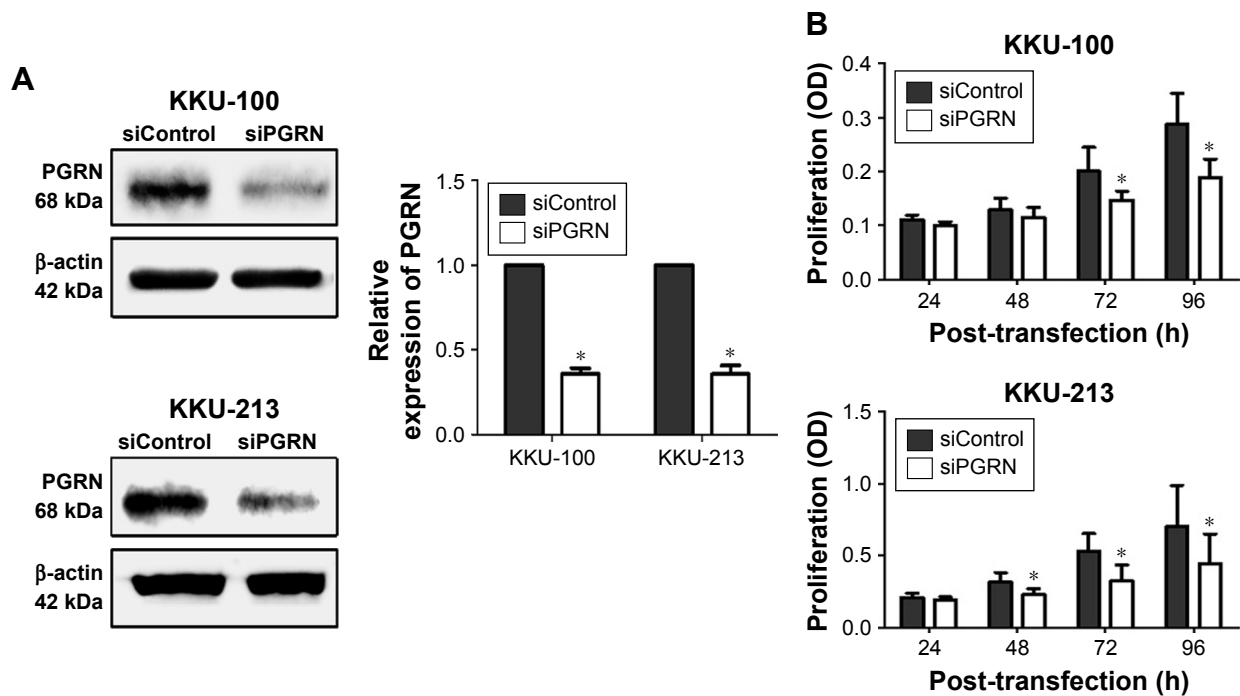 A
KKU-100
siControl siPGRN
PGRN
68 kDa
β-actin
42 kDa
KKU-213
siControl siPGRN
PGRN
68 kDa
β-actin
42 kDa
Relative
expression of PGRN
1.5
1.0
0.5
0.0
siControl
siPGRN
*
*
KKU-100 KKU-213
B
KKU-100
Proliferation (OD)
0.4
0.3
0.2
0.1
0.0
siControl
siPGRN
*
*
24 48 72 96
Post-transfection (h)
KKU-213
Proliferation (OD)
1.5
1.0
0.5
0.0
siControl
siPGRN
*
*
*
24 48 72 96
Post-transfection (h)